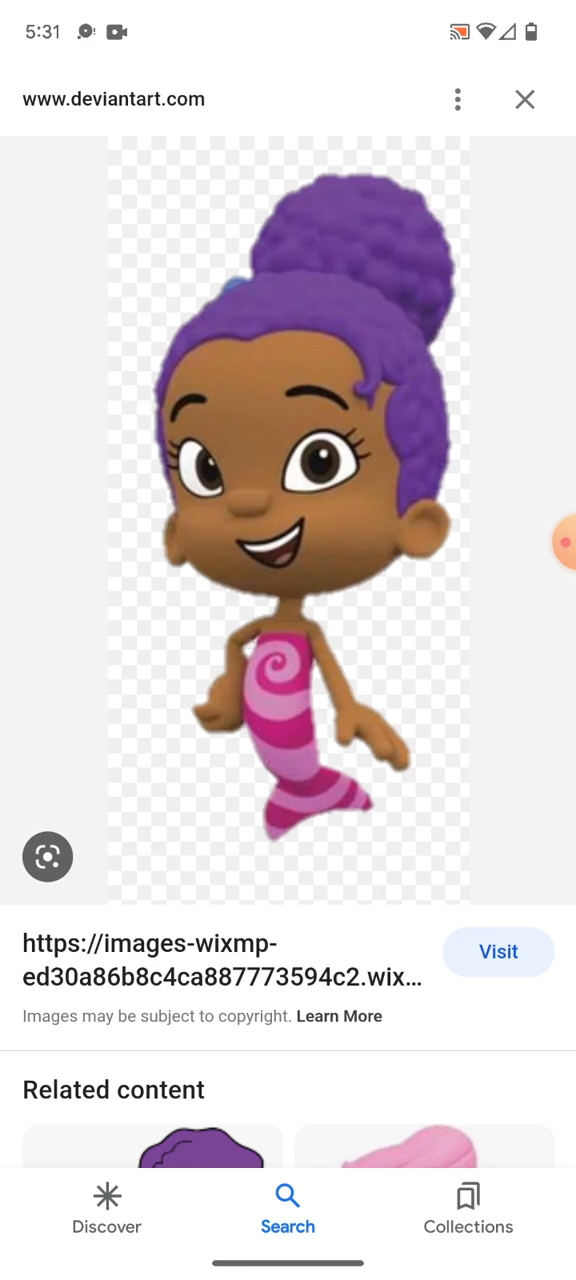 5:31
www.deviantart.com
https://images-wixmp-
ed30a86b8c4ca887773594c2.wix...
Visit
Images may be subject to copyright. Learn More
Related content
Discover
Search
Collections